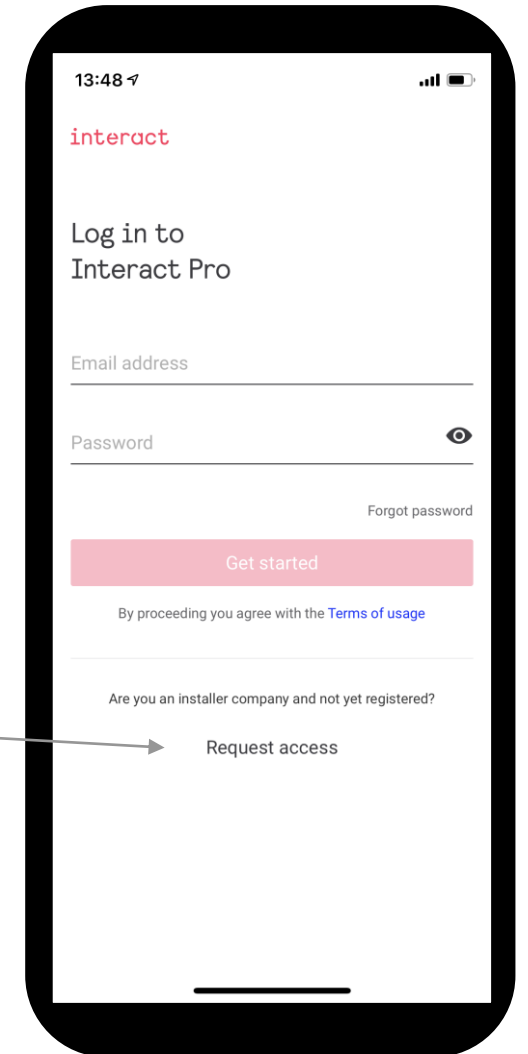 13:48
interact
Log in to
Interact Pro
Email address
Password
Forgot password
Get started
By proceeding you agree with the Terms of usage
Are you an installer company and not yet registered?
Request access